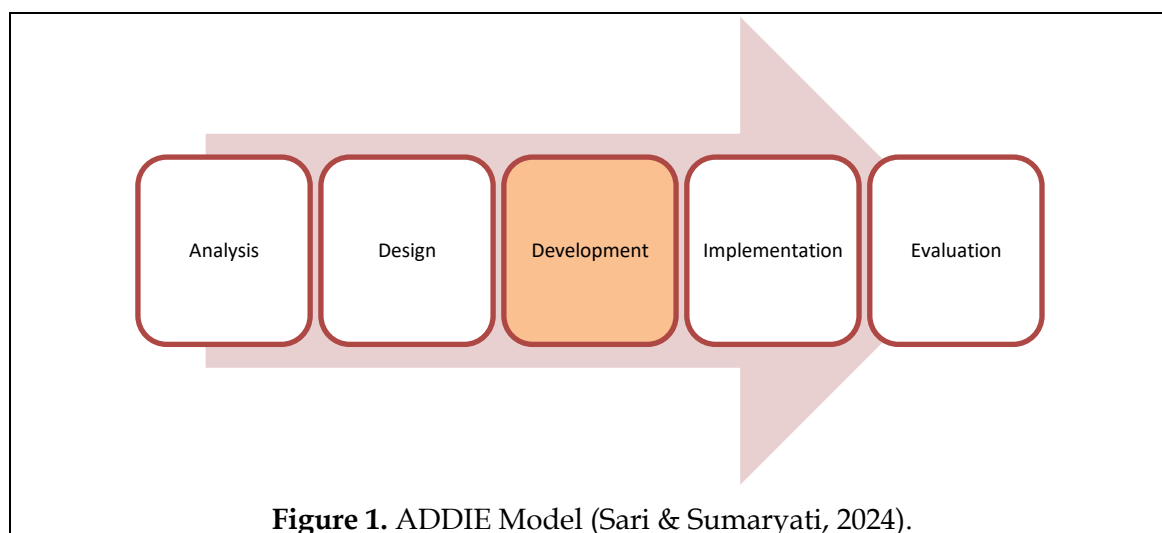 Analysis
Design
Development
Implementation
Evaluation
Figure 1. ADDIE Model (Sari & Sumaryati, 2024).